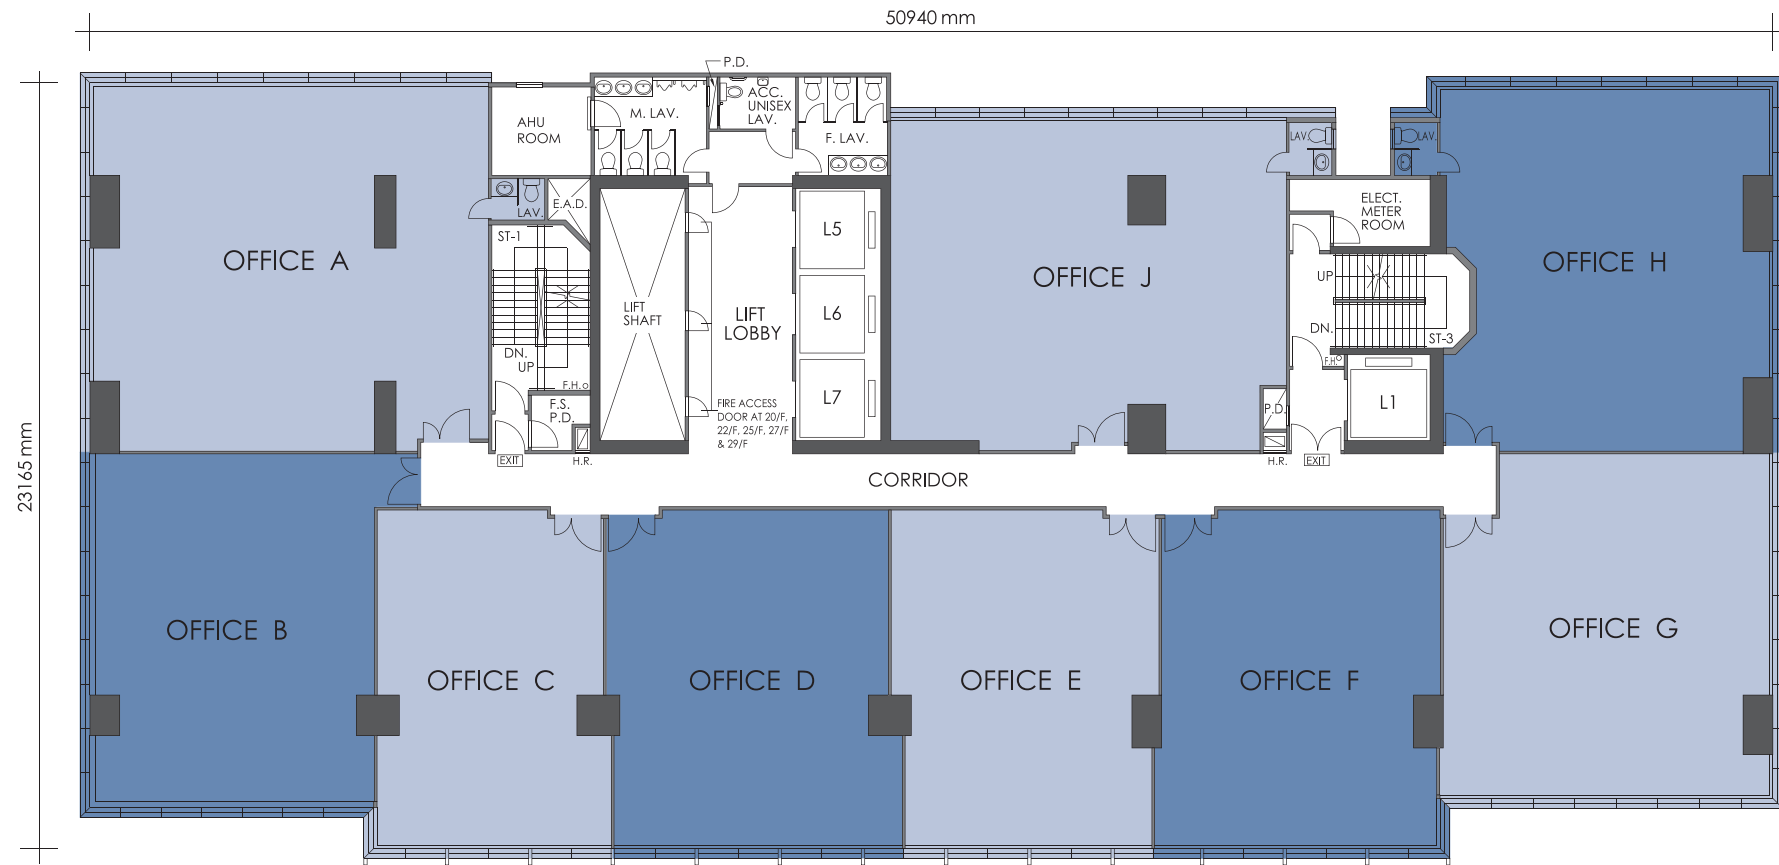 50940 mm
23165 mm
P.D.
M. LAV.
ACC.
UNISEX
LAV.
F. LAV.
AHU
ROOM
LAV.
E.A.D.
LAV.
LAV.
ELECT.
METER
ROOM
ST-1
L5
OFFICE A
OFFICE J
OFFICE H
UP
LIFT
SHAFT
LIFT
LOBBY
L6
DN.
ST-3
DN.
UP
F.H.
F.H.
F.S.
P.D.
FIRE ACCESS
DOOR AT 20/F,
22/F, 25/F, 27/F
& 29/F
L7
P.D.
L1
EXIT
H.R.
H.R.
EXIT
CORRIDOR
OFFICE B
OFFICE G
OFFICE C
OFFICE D
OFFICE E
OFFICE F